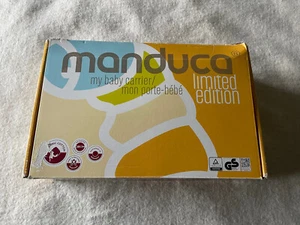 manduca
my baby carrier/
mon porte-bébé
limited
edition